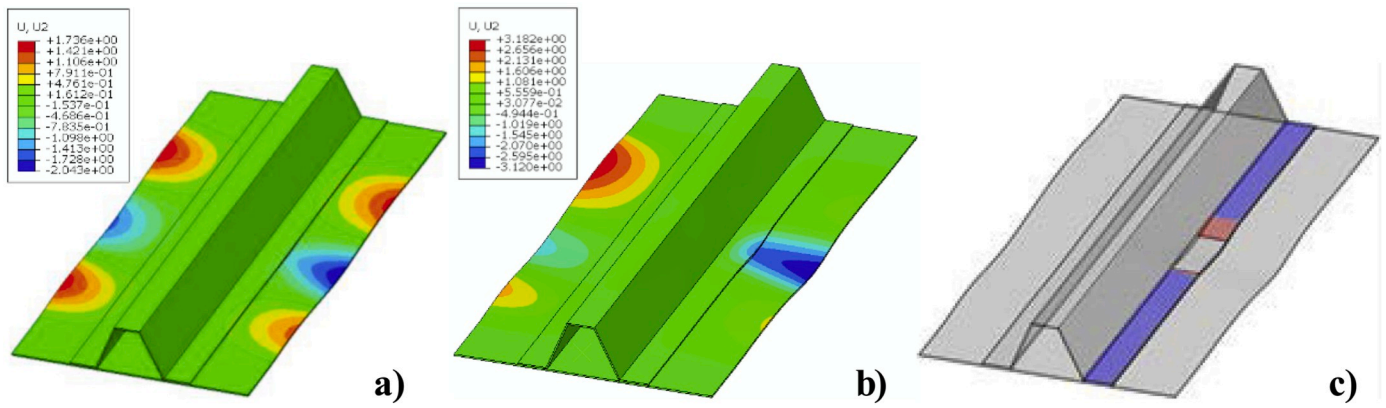 U, U2
+1.736e+00
+1.421e+00
+1.106e+00
+7.911e-01
+4.761e-01
+1.612e-01
-1.537e-01
-4.686e-01
-7.835e-01
-1.098e+00
-1.413e+00
-1.728e+00
-2.043e+00
U, U2
+3.182e+00
+2.656e+00
+2.131e+00
+1.606e+00
+1.081e+00
+5.559e-01
+3.077e-02
-4.944e-01
-1.019e+00
-1.545e+00
-2.070e+00
-2.595e+00
-3.120e+00
a)
b)
c)